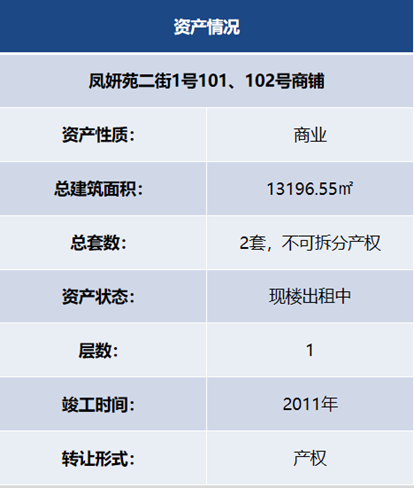 资产情况
凤妍苑二街1号101、102号商铺
资产性质： 商业
总建筑面积： 13196.55㎡
总套数： 2套，不可拆分产权
资产状态： 现楼出租中
层数： 1
竣工时间： 2011年
转让形式： 产权